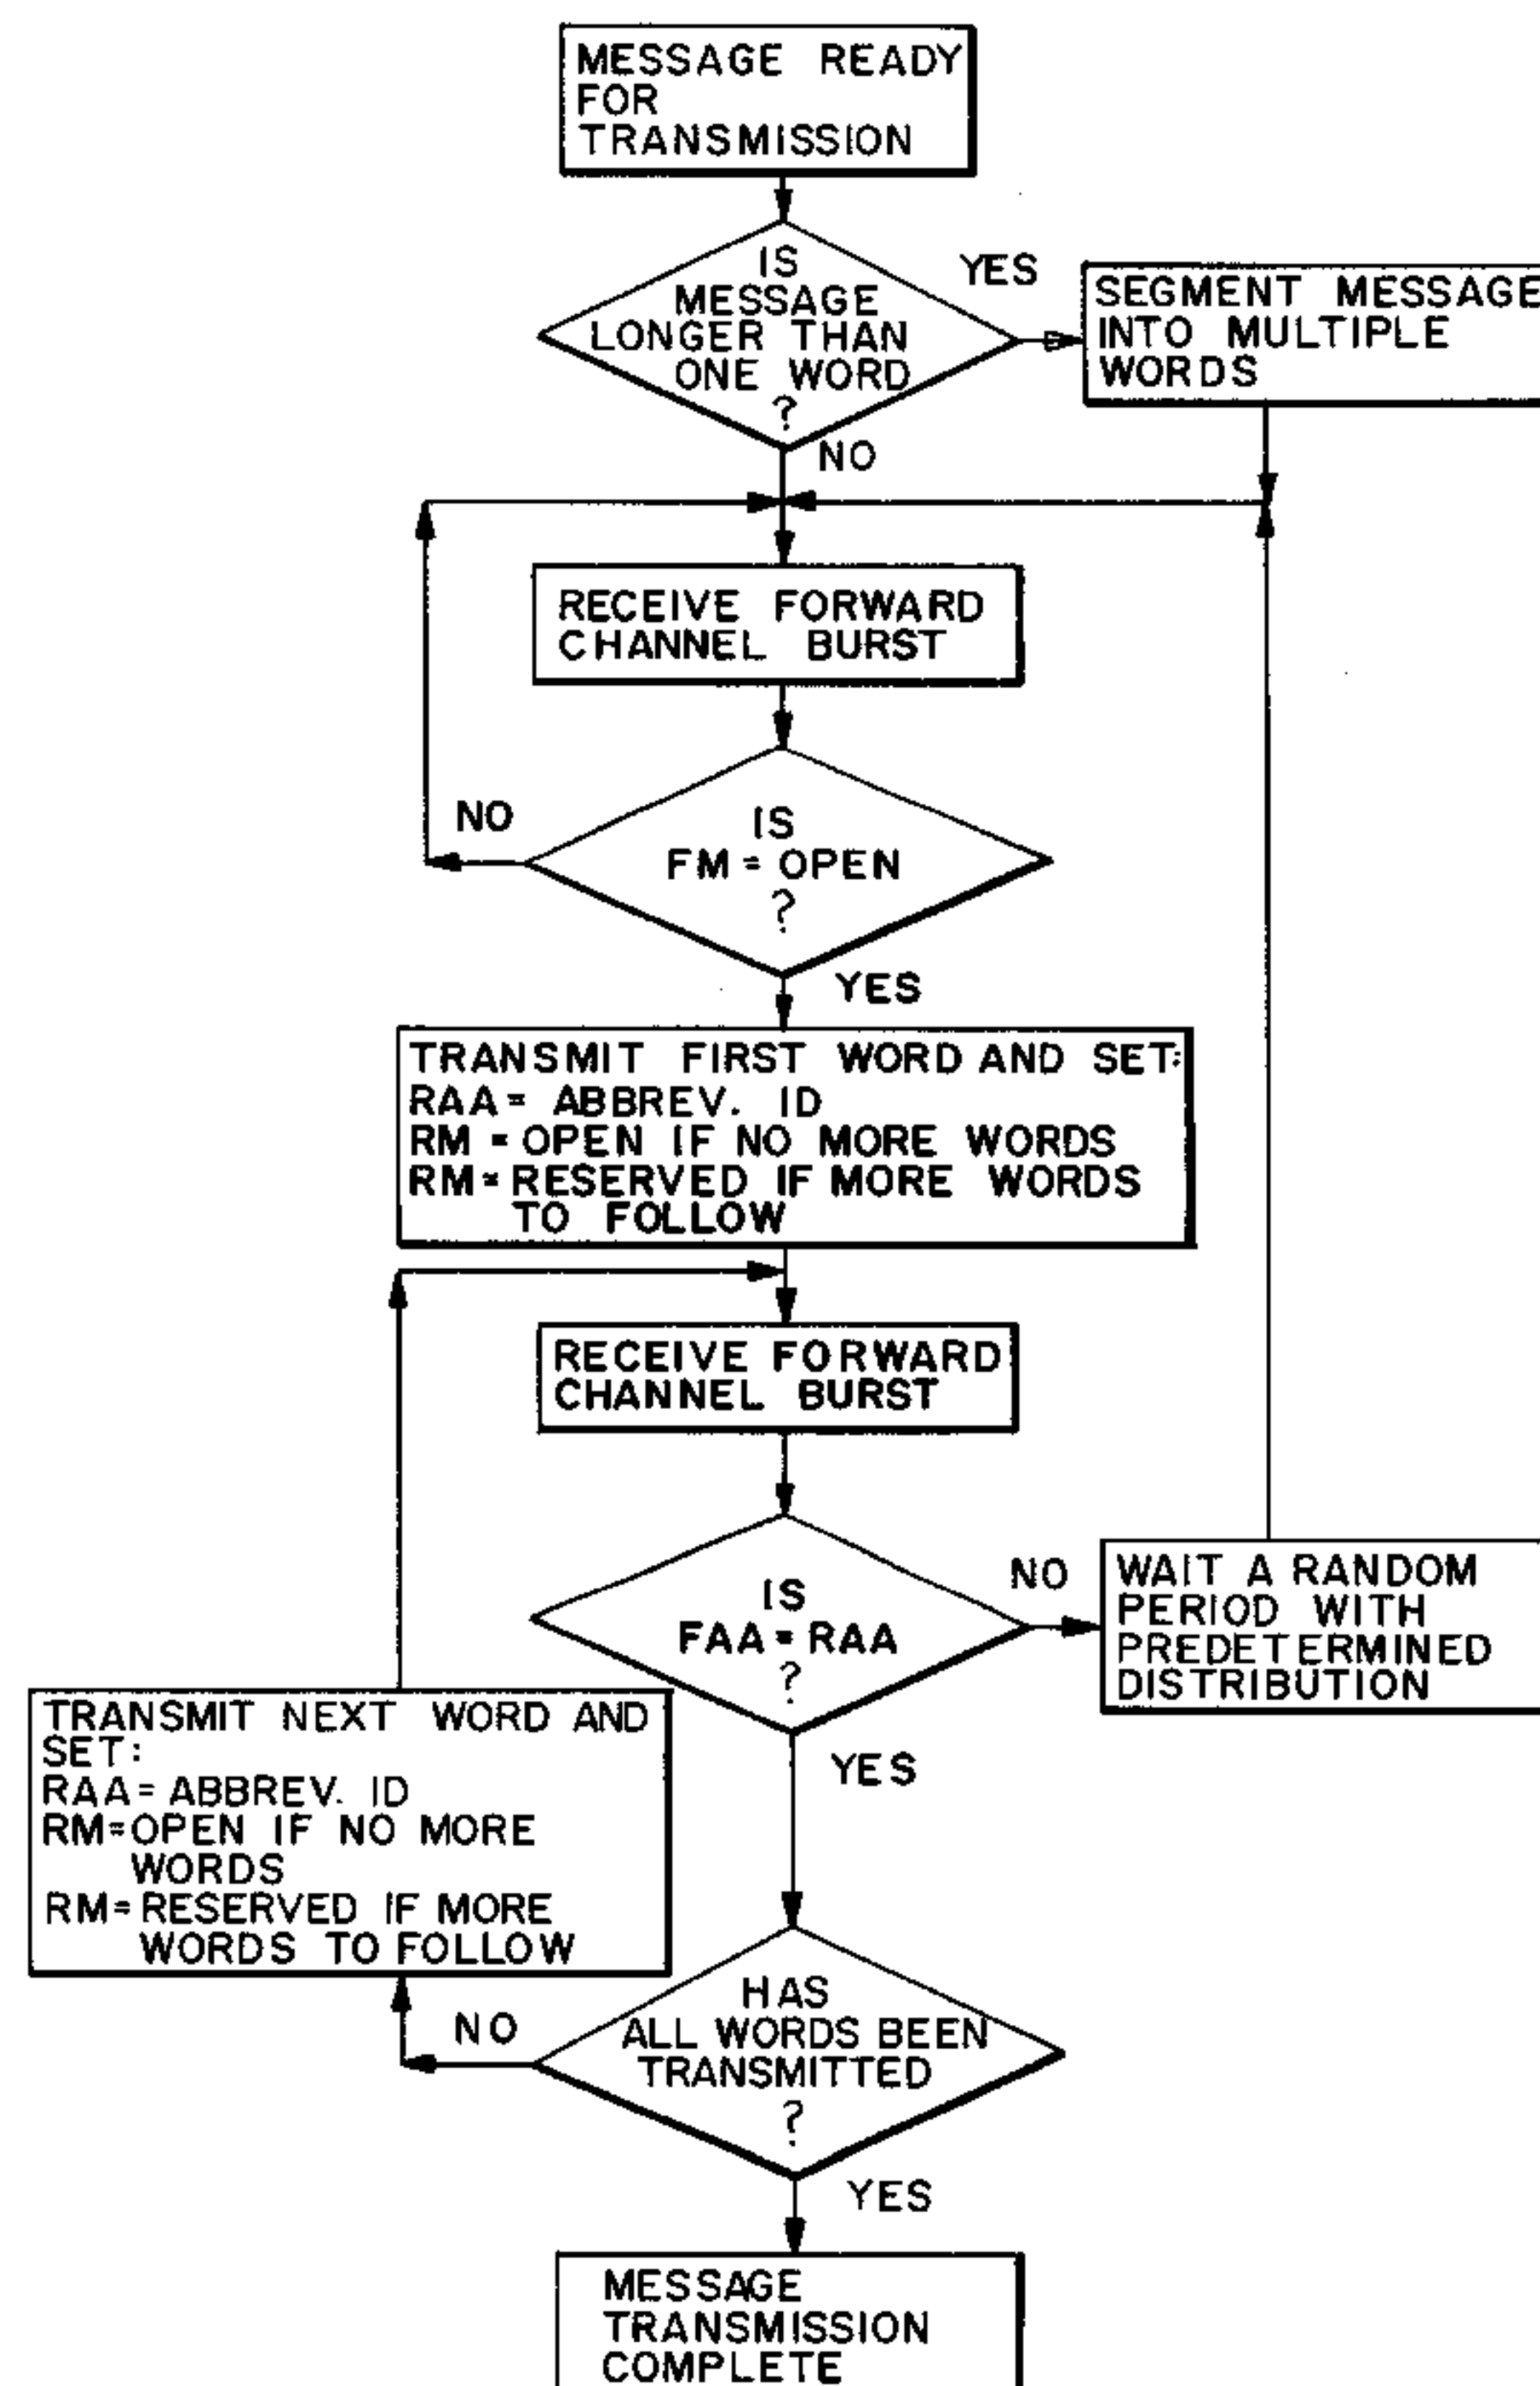 MESSAGE READY
FOR
TRANSMISSION
IS
MESSAGE
LONGER THAN
ONE WORD
?
YES
SEGMENT MESSAGE
INTO MULTIPLE
WORDS
NO
RECEIVE FORWARD
CHANNEL BURST
NO
IS
FM = OPEN
?
YES
TRANSMIT FIRST WORD AND SET:
RAA = ABBREV. ID
RM = OPEN IF NO MORE WORDS
RM = RESERVED IF MORE WORDS
TO FOLLOW
RECEIVE FORWARD
CHANNEL BURST
IS
FAA = RAA
?
NO
WAIT A RANDOM
PERIOD WITH
PREDETERMINED
DISTRIBUTION
YES
TRANSMIT NEXT WORD AND
SET:
RAA = ABBREV. ID
RM = OPEN IF NO MORE
WORDS
RM = RESERVED IF MORE
WORDS TO FOLLOW
NO
HAS
ALL WORDS BEEN
TRANSMITTED
?
YES
MESSAGE
TRANSMISSION
COMPLETE